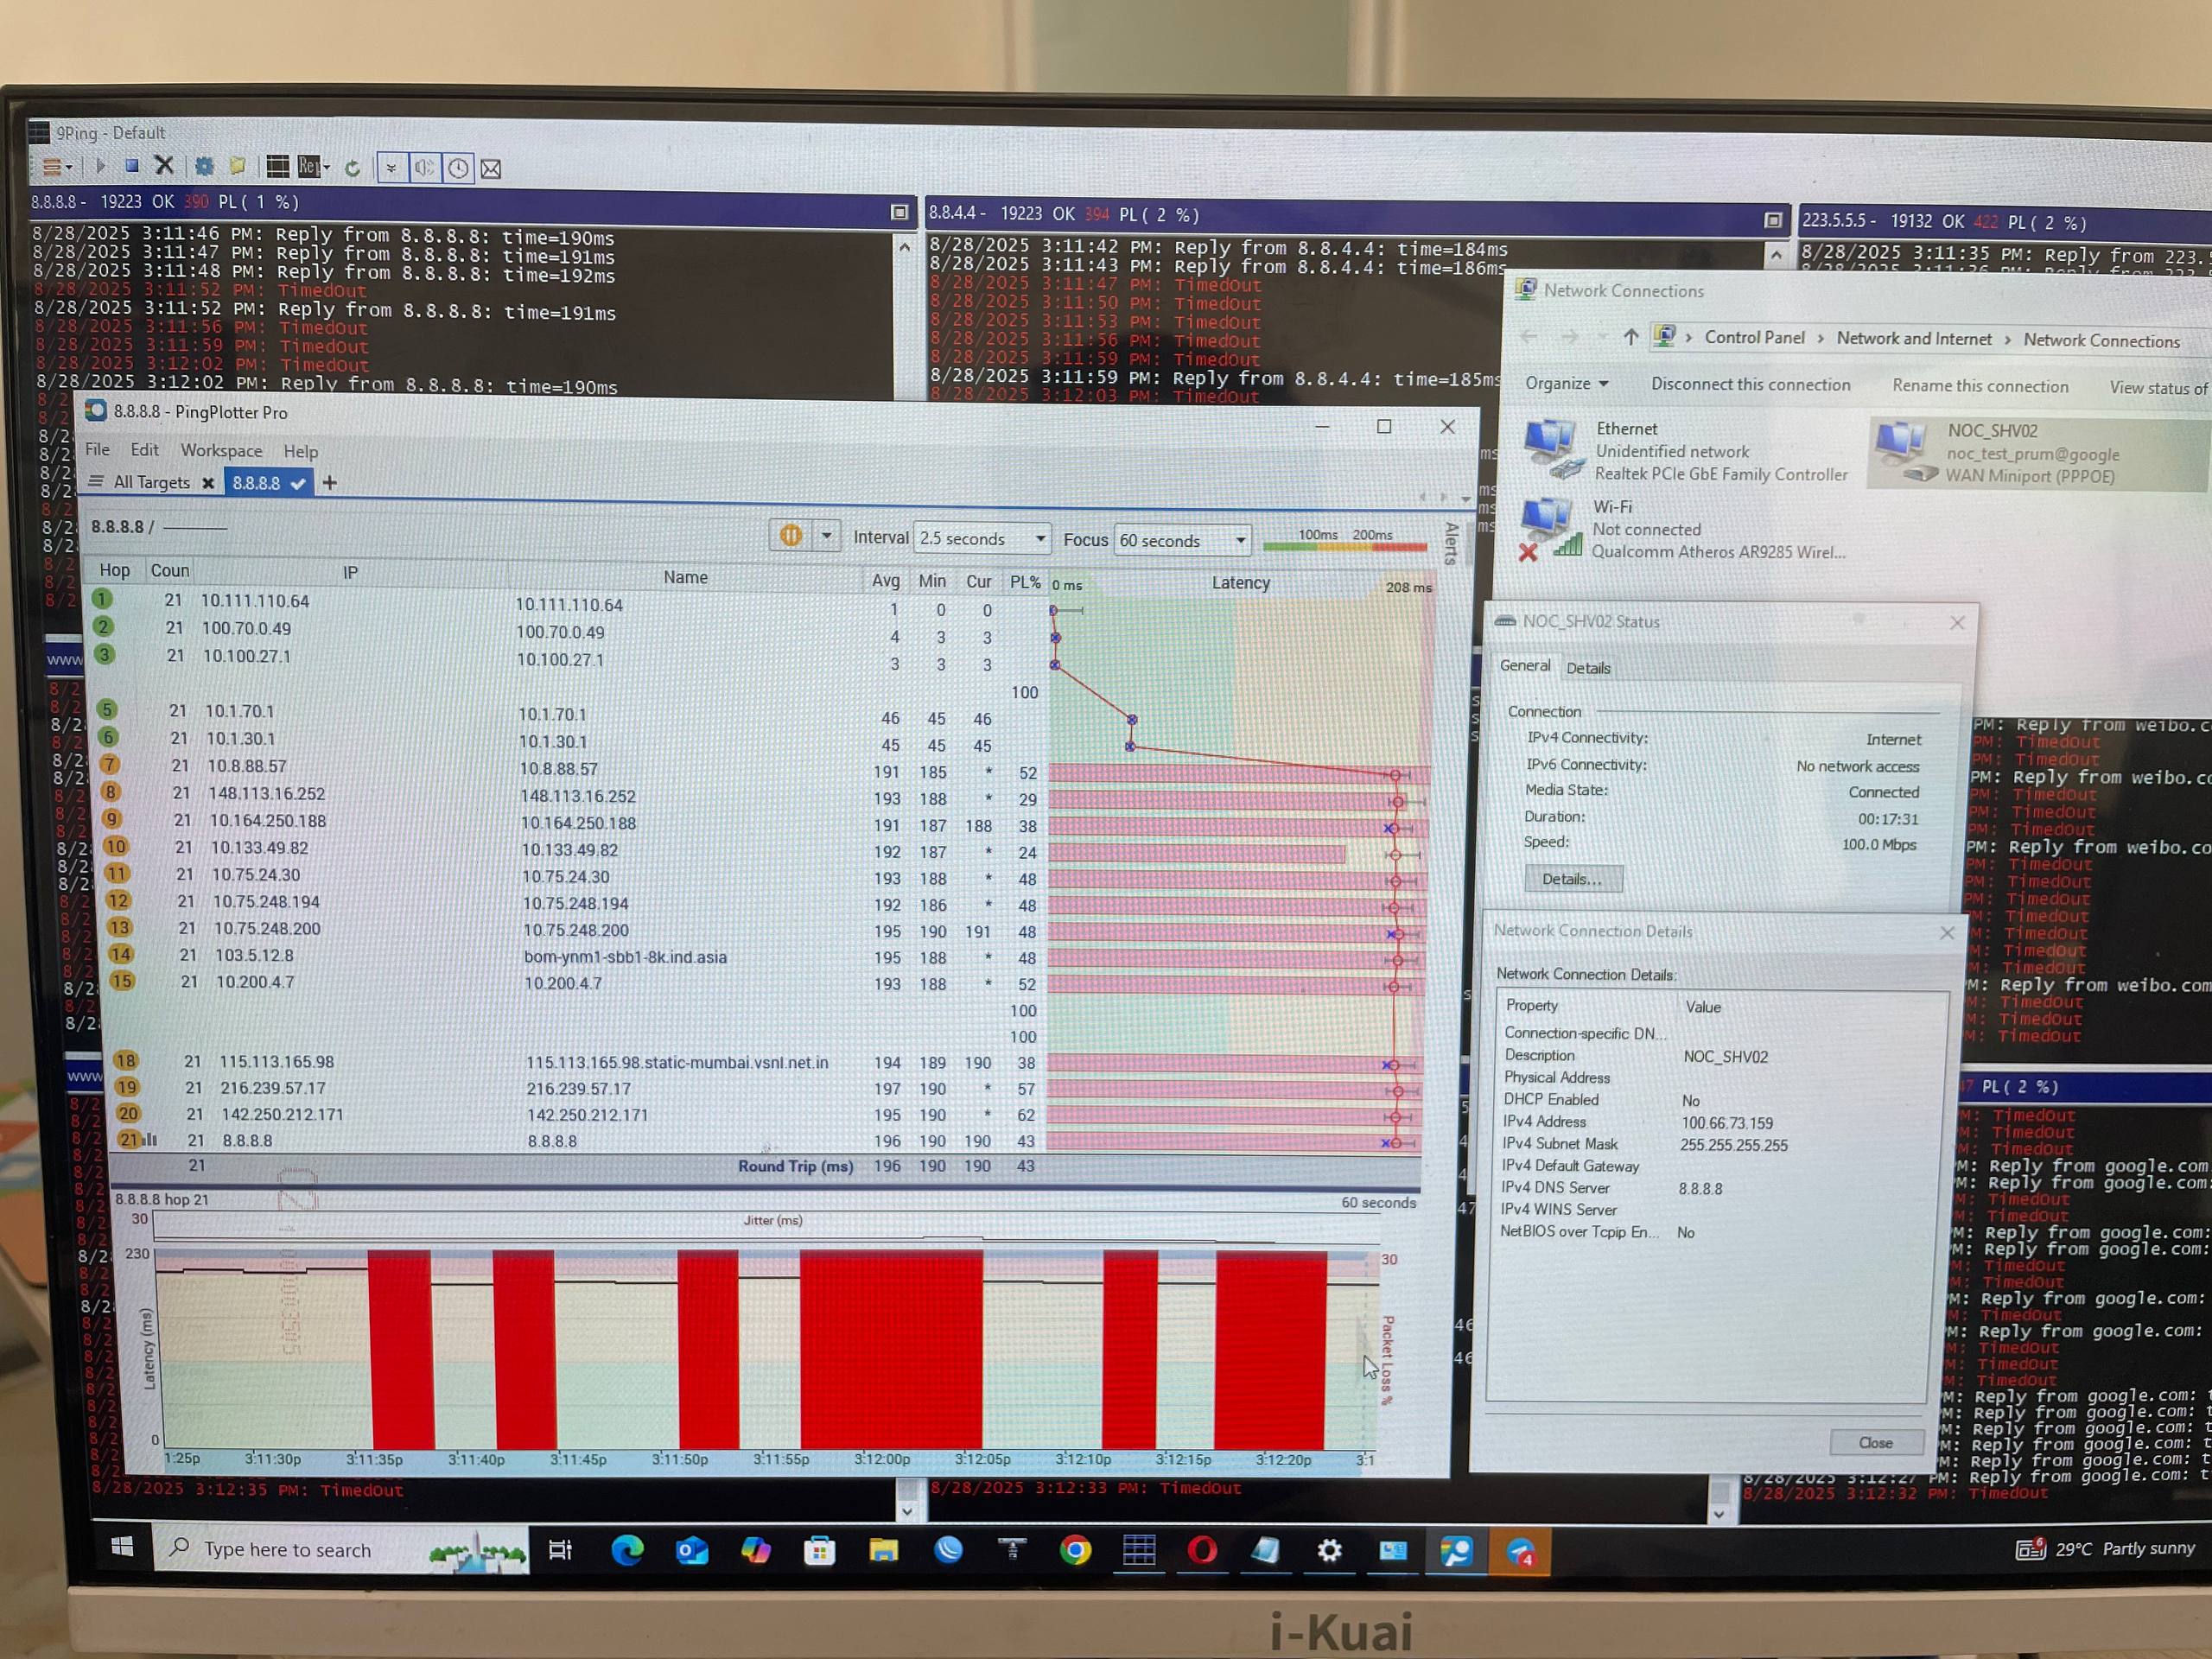 9Ping - Default
8.8.8.8 - 19223 OK 390 PL ( 1 %)
8/28/2025 3:11:46 PM: Reply from 8.8.8.8: time=190ms
8/28/2025 3:11:47 PM: Reply from 8.8.8.8: time=191ms
8/28/2025 3:11:48 PM: Reply from 8.8.8.8: time=192ms
8/28/2025 3:11:52 PM: TimedOut
8/28/2025 3:11:52 PM: Reply from 8.8.8.8: time=191ms
8/28/2025 3:11:56 PM: TimedOut
8/28/2025 3:11:59 PM: TimedOut
8/28/2025 3:12:02 PM: TimedOut
8/28/2025 3:12:02 PM: Reply from 8.8.8.8: time=190ms
8.8.4.4 - 19223 OK 394 PL ( 2 %)
8/28/2025 3:11:42 PM: Reply from 8.8.4.4: time=184ms
8/28/2025 3:11:43 PM: Reply from 8.8.4.4: time=186ms
8/28/2025 3:11:47 PM: TimedOut
8/28/2025 3:11:50 PM: TimedOut
8/28/2025 3:11:53 PM: TimedOut
8/28/2025 3:11:56 PM: TimedOut
8/28/2025 3:11:59 PM: TimedOut
8/28/2025 3:11:59 PM: Reply from 8.8.4.4: time=185ms
8/28/2025 3:12:03 PM: TimedOut
223.5.5.5 - 19132 OK 422 PL ( 2 %)
8/28/2025 3:11:35 PM: Reply from 223.
8.8.8.8 - PingPlotter Pro
File Edit Workspace Help
All Targets 8.8.8.8 +
8.8.8.8 /
Interval 2.5 seconds Focus 60 seconds 100ms 200ms
Alerts
Hop Coun IP Name Avg Min Cur PL% 0 ms Latency 208 ms
1 21 10.111.110.64 10.111.110.64 1 0 0
2 21 100.70.0.49 100.70.0.49 4 3 3
3 21 10.100.27.1 10.100.27.1 3 3 3
100
5 21 10.1.70.1 10.1.70.1 46 45 46
6 21 10.1.30.1 10.1.30.1 45 45 45
7 21 10.8.88.57 10.8.88.57 191 185 * 52
8 21 148.113.16.252 148.113.16.252 193 188 * 29
9 21 10.164.250.188 10.164.250.188 191 187 188 38
10 21 10.133.49.82 10.133.49.82 192 187 * 24
11 21 10.75.24.30 10.75.24.30 193 188 * 48
12 21 10.75.248.194 10.75.248.194 192 186 * 48
13 21 10.75.248.200 10.75.248.200 195 190 191 48
14 21 103.5.12.8 bom-ynm1-sbb1-8k.ind.asia 195 188 * 48
15 21 10.200.4.7 10.200.4.7 193 188 * 52
100
100
18 21 115.113.165.98 115.113.165.98.static-mumbai.vsnl.net.in 194 189 190 38
19 21 216.239.57.17 216.239.57.17 197 190 * 57
20 21 142.250.212.171 142.250.212.171 195 190 * 62
21 21 8.8.8.8 8.8.8.8 196 190 190 43
21 Round Trip (ms) 196 190 190 43
8.8.8.8 hop 21 60 seconds
30 Jitter (ms)
230 30
Latency (ms)
Packet Loss %
0
1:25p 3:11:30p 3:11:35p 3:11:40p 3:11:45p 3:11:50p 3:11:55p 3:12:00p 3:12:05p 3:12:10p 3:12:15p 3:12:20p 3:1
8/28/2025 3:12:35 PM: TimedOut
8/28/2025 3:12:33 PM: TimedOut
Network Connections
Control Panel Network and Internet Network Connections
Organize Disconnect this connection Rename this connection View status of
Ethernet
Unidentified network
Realtek PCIe GbE Family Controller
NOC_SHV02
noc_test_prum@google
WAN Miniport (PPPOE)
Wi-Fi
Not connected
Qualcomm Atheros AR9285 Wirel...
NOC_SHV02 Status
General Details
Connection
IPv4 Connectivity: Internet
IPv6 Connectivity: No network access
Media State: Connected
Duration: 00:17:31
Speed: 100.0 Mbps
Details...
Network Connection Details
Network Connection Details:
Property Value
Connection-specific DN...
Description NOC_SHV02
Physical Address
DHCP Enabled No
IPv4 Address 100.66.73.159
IPv4 Subnet Mask 255.255.255.255
IPv4 Default Gateway
IPv4 DNS Server 8.8.8.8
IPv4 WINS Server
NetBIOS over Tcpip En... No
Close
PM: Reply from weibo.c
PM: TimedOut
PM: TimedOut
PM: Reply from weibo.co
PM: TimedOut
PM: TimedOut
PM: TimedOut
PM: Reply from weibo.co
PM: TimedOut
PM: TimedOut
PM: TimedOut
M: TimedOut
M: TimedOut
M: TimedOut
M: TimedOut
M: Reply from weibo.com
M: TimedOut
M: TimedOut
M: TimedOut
PL ( 2 %)
M: TimedOut
M: TimedOut
M: TimedOut
M: Reply from google.com
M: Reply from google.com:
M: TimedOut
M: TimedOut
M: Reply from google.com:
M: Reply from google.com:
M: TimedOut
M: TimedOut
M: Reply from google.com:
M: TimedOut
M: Reply from google.com:
M: TimedOut
M: TimedOut
M: TimedOut
M: Reply from google.com: t
M: Reply from google.com: t
M: Reply from google.com: t
M: Reply from google.com: t
M: Reply from google.com: t
8/28/2025 3:12:27 PM: Reply from google.com: t
8/28/2025 3:12:32 PM: TimedOut
Type here to search
29°C Partly sunny
i-Kuai